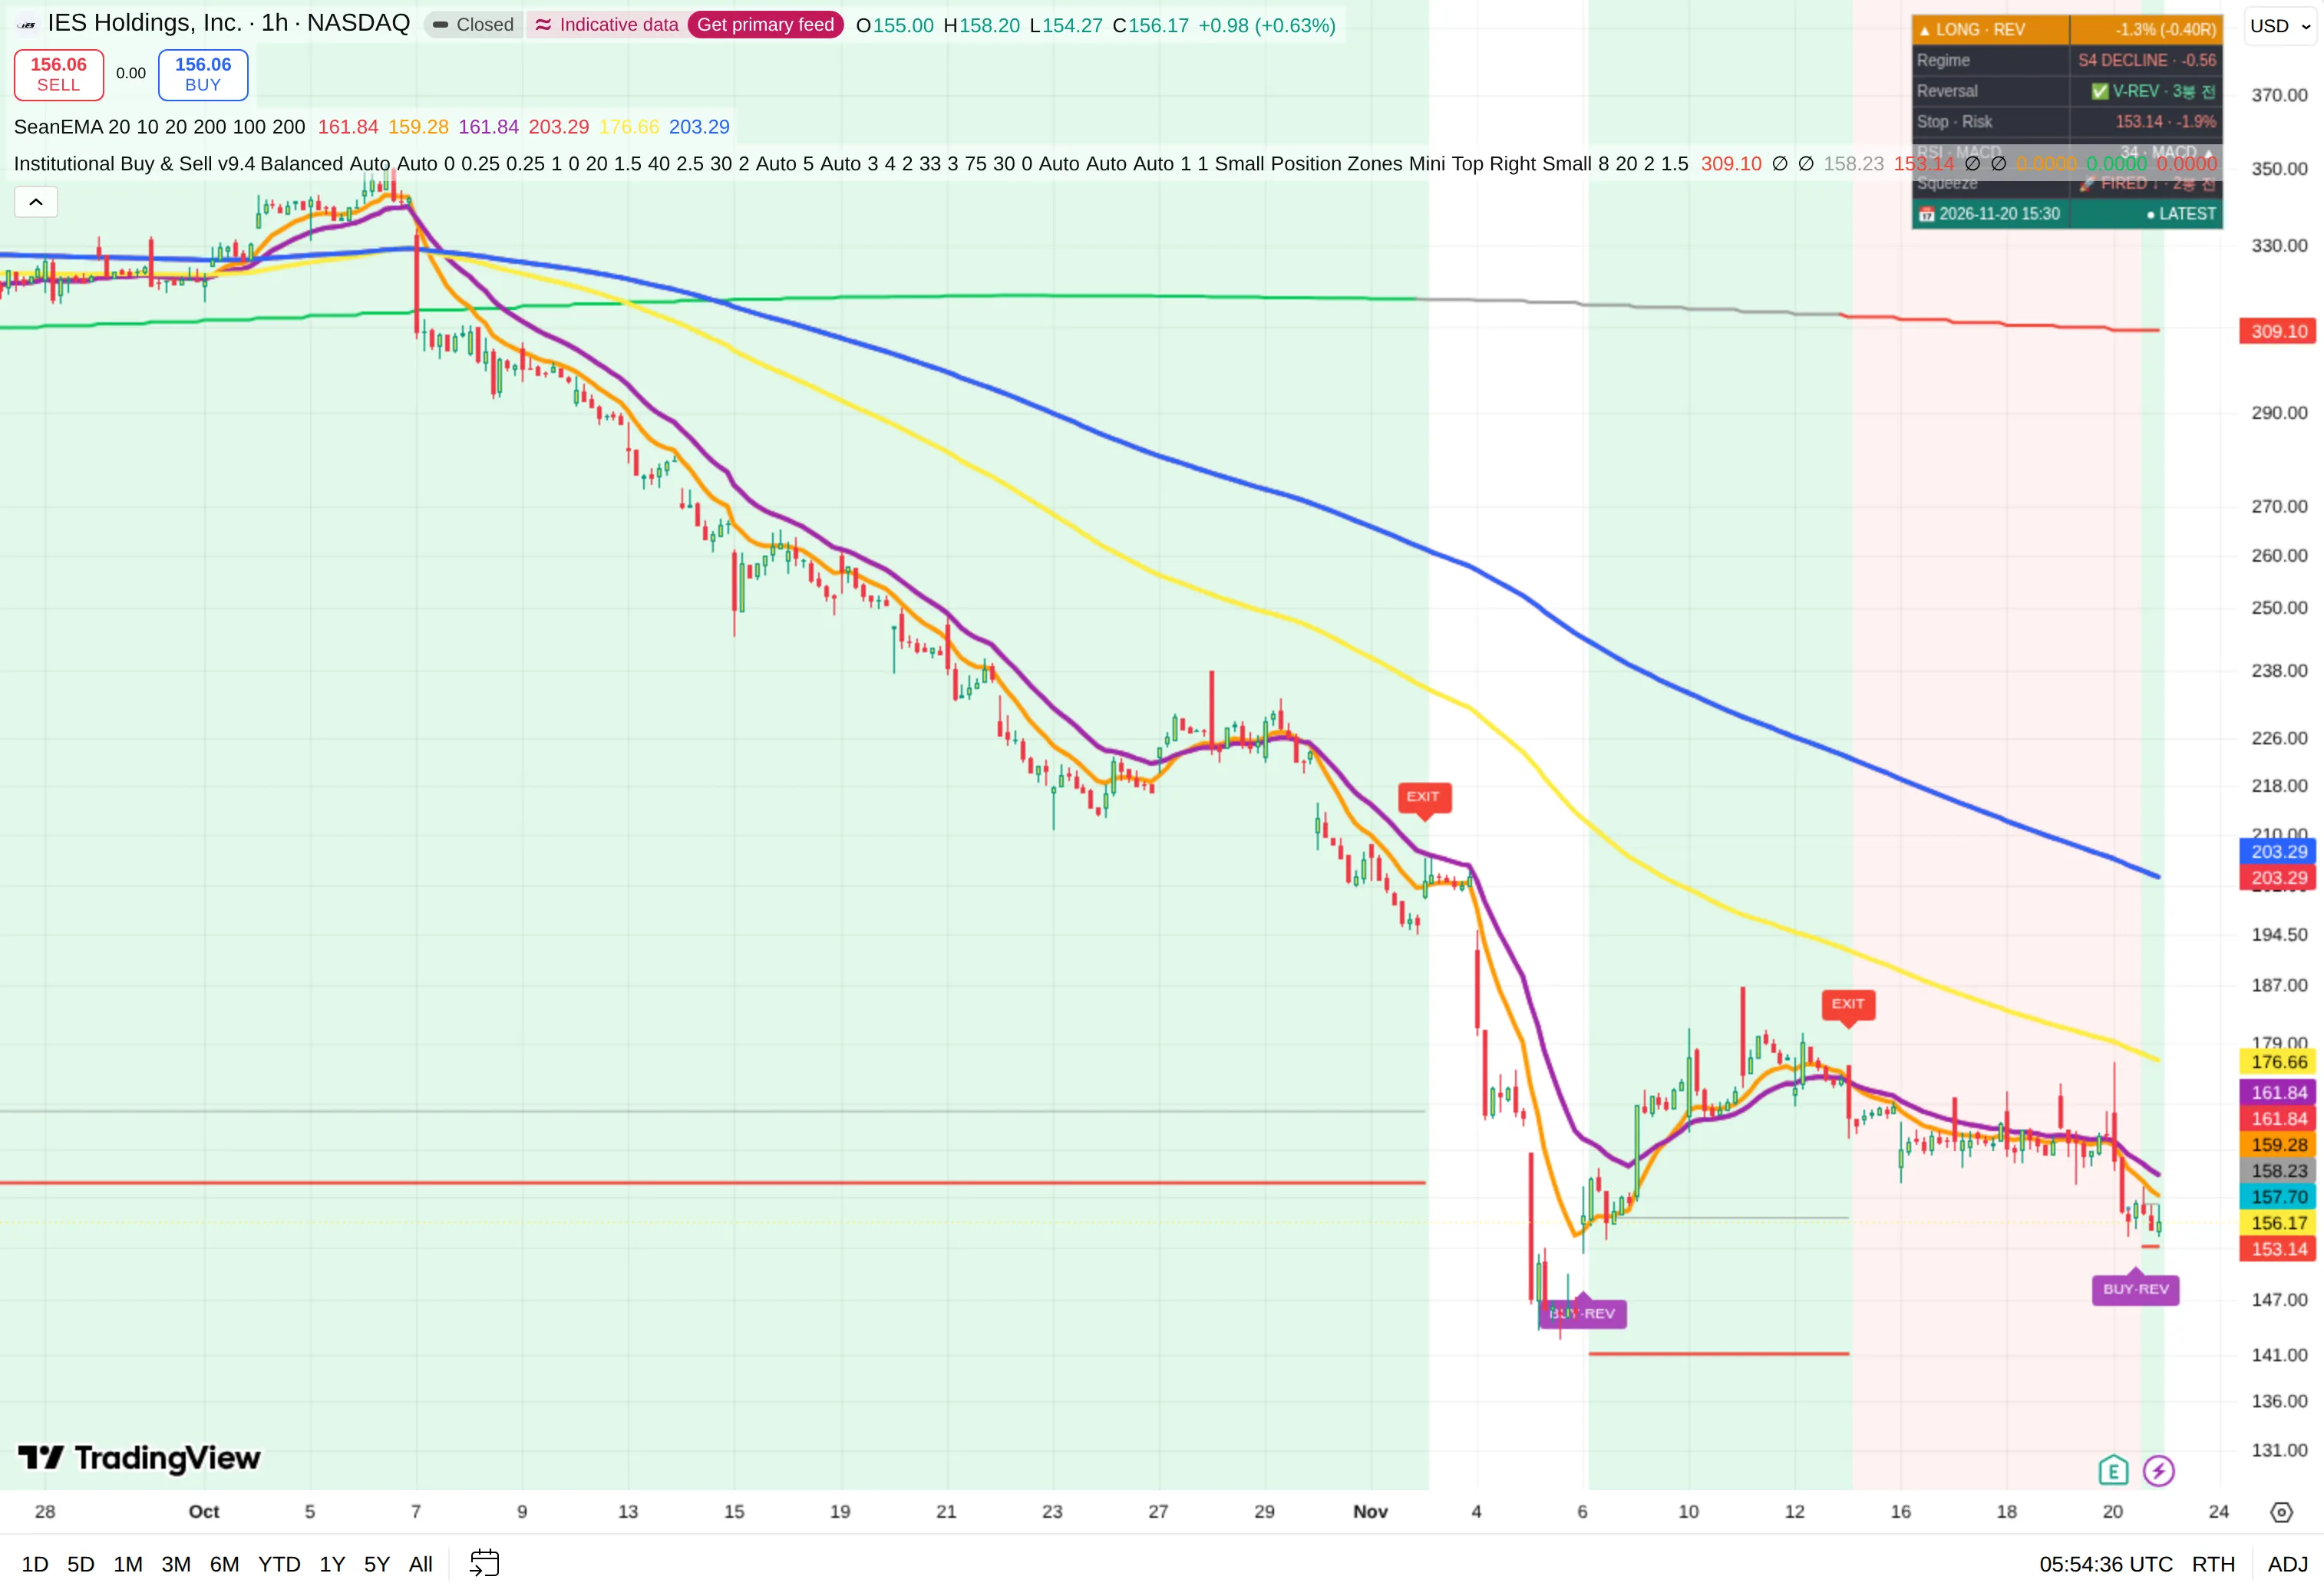 IES Holdings, Inc. · 1h · NASDAQ Closed Indicative data Get primary feed O155.00 H158.20 L154.27 C156.17 +0.98 (+0.63%)
156.06 SELL 0.00 156.06 BUY
SeanEMA 20 10 20 200 100 200 161.84 159.28 161.84 203.29 176.66 203.29
Institutional Buy & Sell v9.4 Balanced Auto Auto 0 0.25 0.25 1 0 20 1.5 40 2.5 30 2 Auto 5 Auto 3 4 2 33 3 75 30 0 Auto Auto Auto 1 1 Small Position Zones Mini Top Right Small 8 20 2 1.5 309.10 ∅ ∅ 158.23 153.14 ∅ ∅ 0.0000 0.0000 0.0000
▲ LONG · REV -1.3% (-0.40R)
Regime S4 DECLINE · -0.56
Reversal ✅ V-REV · 3봉 전
Stop · Risk 153.14 · -1.9%
RSI · MACD 34 · MACD ▲
Squeeze 🚀 FIRED ↓ · 2봉 전
📅 2026-11-20 15:30 ● LATEST
USD
370.00
350.00
330.00
309.10
290.00
270.00
260.00
250.00
238.00
226.00
218.00
210.00
203.29
203.29
194.50
187.00
179.00
176.66
161.84
161.84
159.28
158.23
157.70
156.17
153.14
147.00
141.00
136.00
131.00
EXIT
EXIT
BUY-REV
BUY-REV
E
TradingView
28 Oct 5 7 9 13 15 19 21 23 27 29 Nov 4 6 10 12 16 18 20 24
1D 5D 1M 3M 6M YTD 1Y 5Y All
05:54:36 UTC RTH ADJ